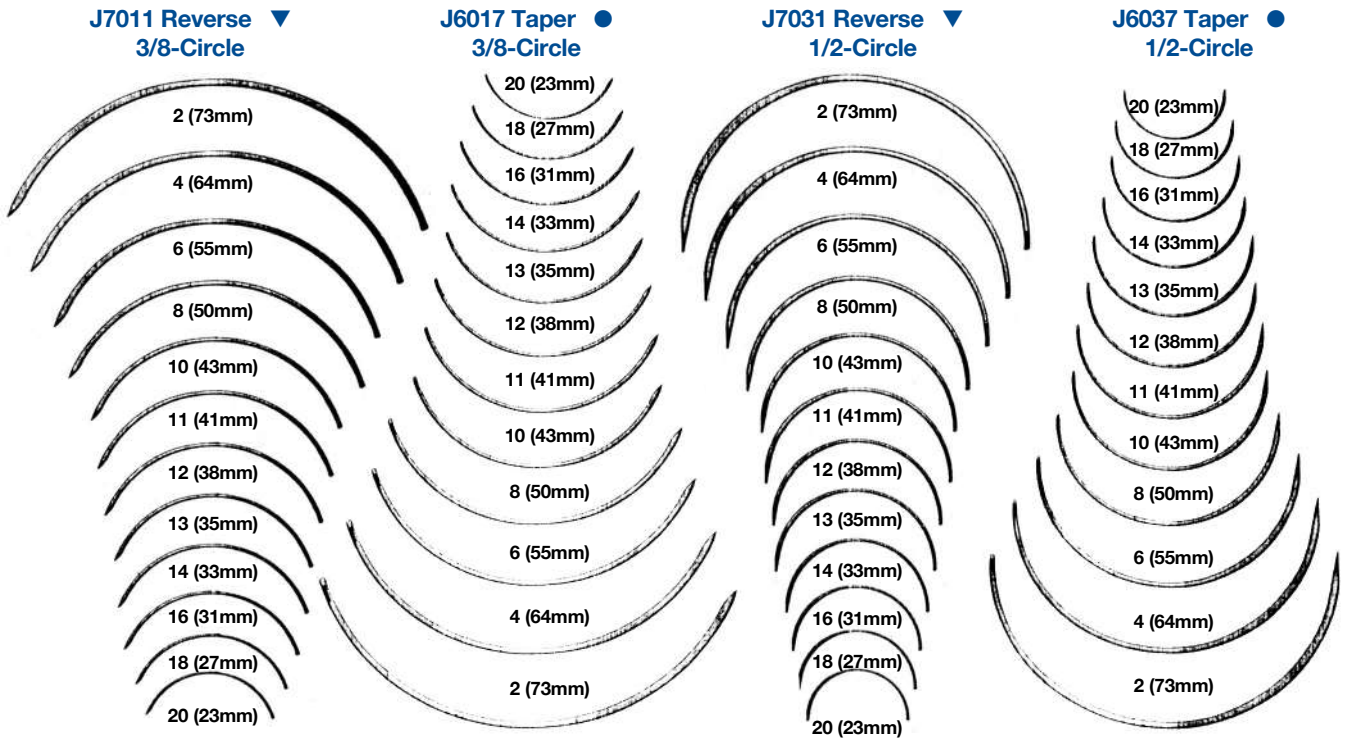 J7011 Reverse ▼
3/8-Circle
2 (73mm)
4 (64mm)
6 (55mm)
8 (50mm)
10 (43mm)
11 (41mm)
12 (38mm)
13 (35mm)
14 (33mm)
16 (31mm)
18 (27mm)
20 (23mm)
J6017 Taper ●
3/8-Circle
20 (23mm)
18 (27mm)
16 (31mm)
14 (33mm)
13 (35mm)
12 (38mm)
11 (41mm)
10 (43mm)
8 (50mm)
6 (55mm)
4 (64mm)
2 (73mm)
J7031 Reverse ▼
1/2-Circle
2 (73mm)
4 (64mm)
6 (55mm)
8 (50mm)
10 (43mm)
11 (41mm)
12 (38mm)
13 (35mm)
14 (33mm)
16 (31mm)
18 (27mm)
20 (23mm)
J6037 Taper ●
1/2-Circle
20 (23mm)
18 (27mm)
16 (31mm)
14 (33mm)
13 (35mm)
12 (38mm)
11 (41mm)
10 (43mm)
8 (50mm)
6 (55mm)
4 (64mm)
2 (73mm)